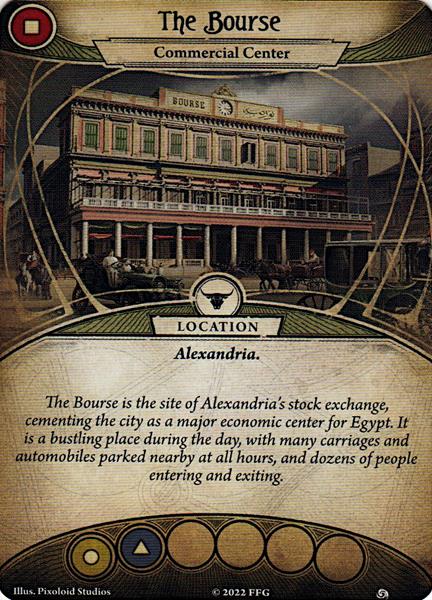 The Bourse
Commercial Center
BOURSE
LOCATION
Alexandria.
The Bourse is the site of Alexandria's stock exchange,
cementing the city as a major economic center for Egypt. It
is a bustling place during the day, with many carriages and
automobiles parked nearby at all hours, and dozens of people
entering and exiting.
Illus. Pixoloid Studios
© 2022 FFG